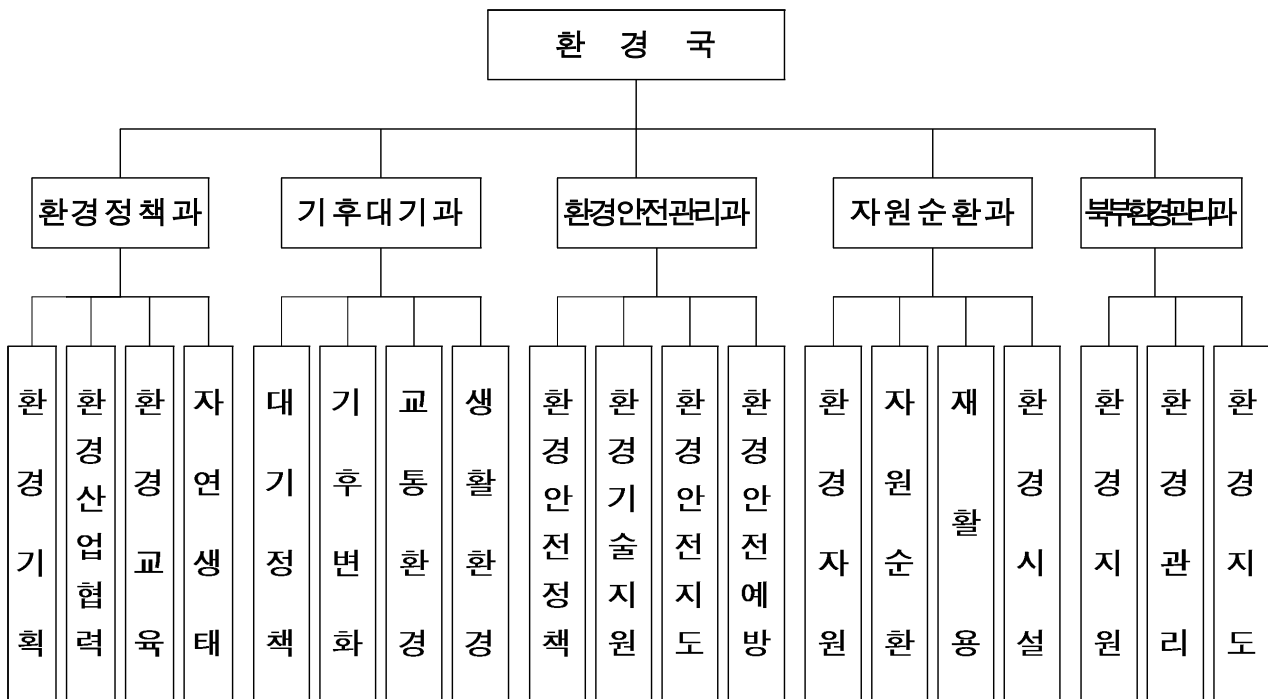 환 경 국
환경정책과
기후대기과
환경안전관리과
자원순환과
북부환경관리과
환경기획
환경산업협력
환경교육
자연생태
대기정책
기후변화
교통환경
생활환경
환경안전정책
환경기술지원
환경안전지도
환경안전예방
환경자원
자원순환
재활용
환경시설
환경지원
환경관리
환경지도